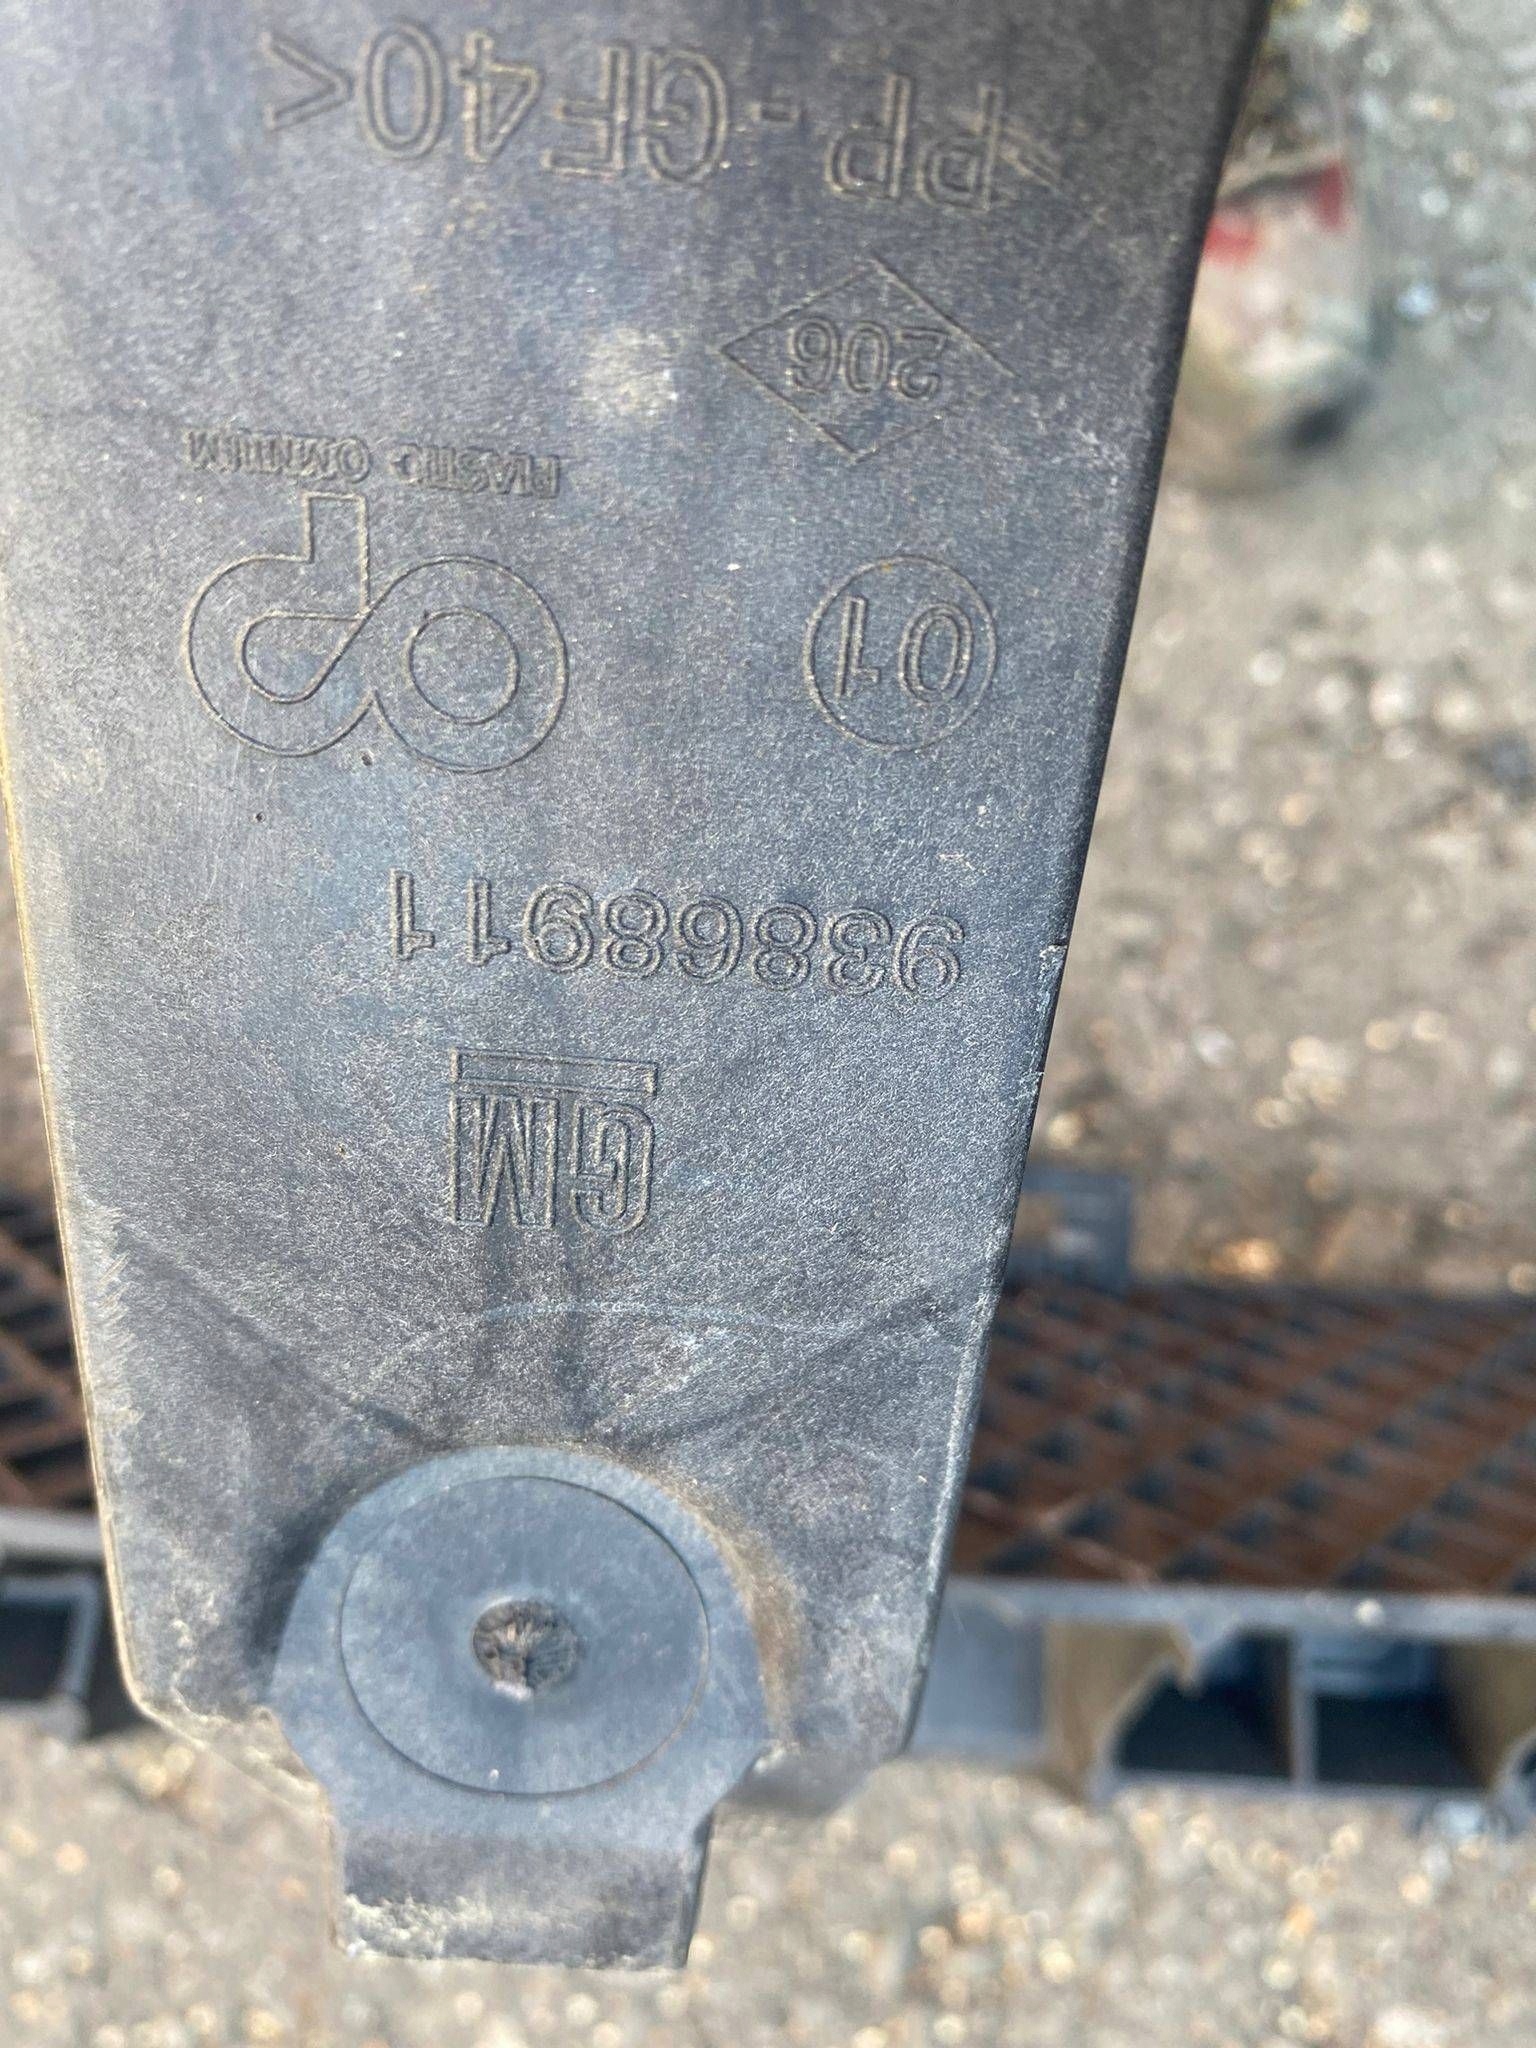 GM
93868911
01
PLASTIC OMNIUM
206
>PP-GF40<